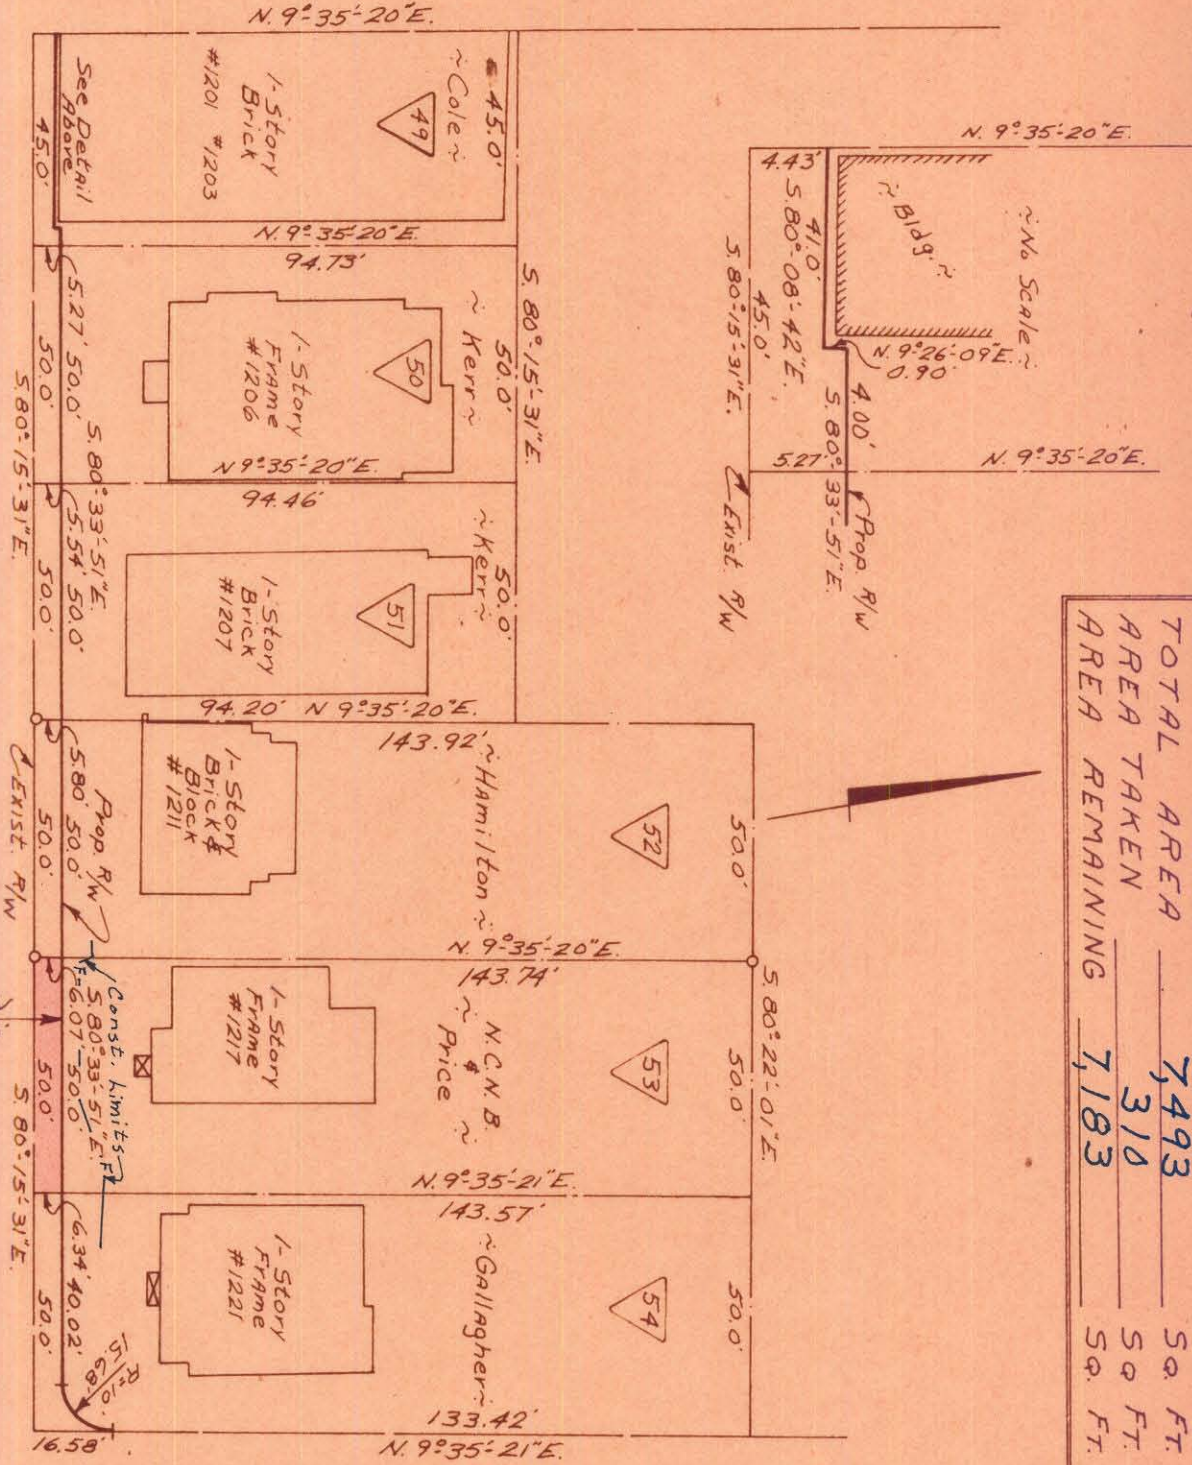 N. 9°-35'-20"E.
45.0'
~Cole~
49
1-Story
Brick
#1201 #1203
See Detail
Above
45.0'
N. 9°-35'-20"E.
94.73'
S. 80°-15'-31"E.
50.0'
~ Kerr ~
50
1-Story
Frame
#1206
5.27' 50.0'
50.0'
S. 80°-33'-51"E.
S. 80°-15'-31"E.
N 9°-35'-20"E.
94.46'
50.0'
~Kerr~
51
1-Story
Brick
#1207
5.54' 50.0
50.0'
94.20' N 9°35'-20"E.
143.92'
50.0'
52
~Hamilton~
1-Story
Brick &
Block
#1211
Prop. R/W
5.80' 50.0'
50.0'
Exist. R/W
N. 9°-35'-20"E.
143.74'
S 80°-22'-01"E.
50.0'
53
N.C.N.B.
&
~ Price ~
1-Story
Frame
#1217
Const. Limits
S. 80°33'-51"E.
F
F=6.07' 50.0'
50.0'
S 80°-15'-31"E.
N. 9°-35'-21"E.
143.57'
50.0'
54
~Gallagher~
1-Story
Frame
#1221
6.34' 40.02'
50.0'
R=10'
15.68'
133.42'
16.58'
N. 9°35'-21"E.
N. 9°-35'-20"E.
~No Scale~
~Bldg.~
4.43'
41.0'
S. 80°-08'-42"E.
45.0'
S. 80°-15'-31"E.
N. 9°26'-09"E.
0.90'
4.00'
S. 80°-33'-51"E.
5.27'
N. 9°35'-20"E.
Prop. R/W
Exist. R/W
TOTAL AREA 7,493 SQ. FT.
AREA TAKEN 310 SQ FT.
AREA REMAINING 7,183 SQ. FT.